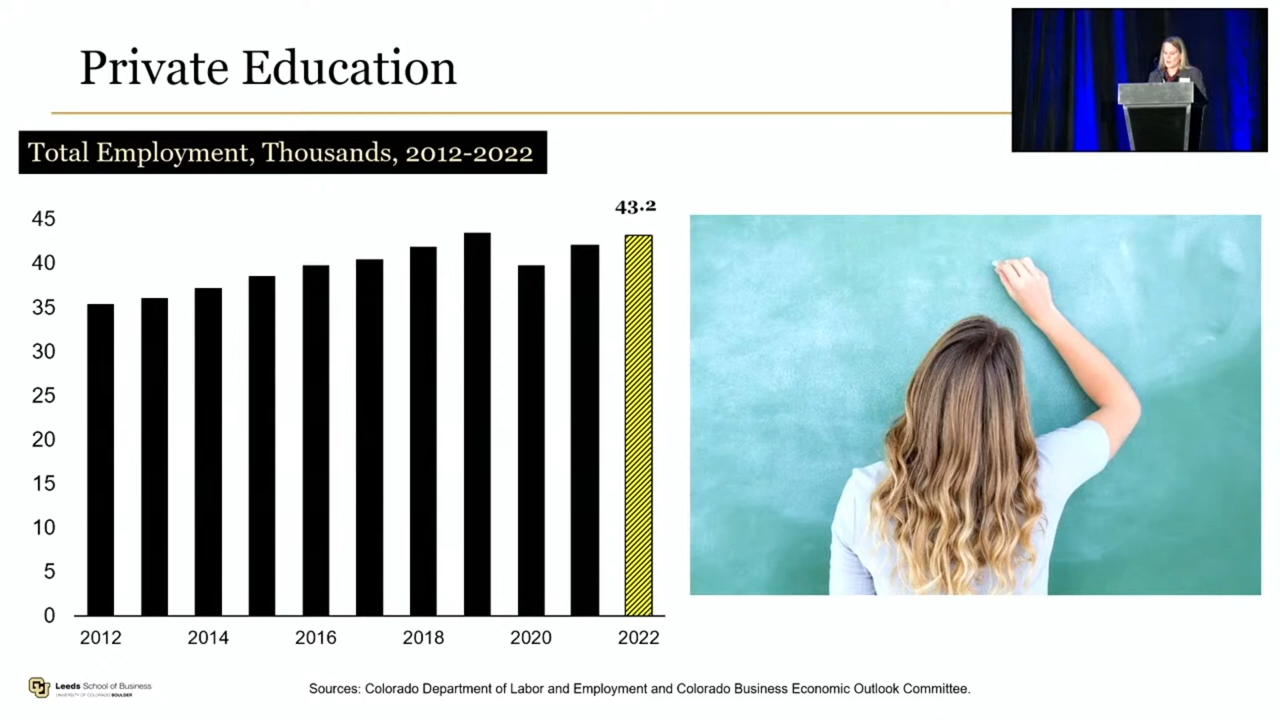 Private Education
Total Employment, Thousands, 2012-2022
43.2
45
40
35
30
25
20
15
10
5
0
2012 2014 2016 2018 2020 2022
Leeds School of Business
UNIVERSITY OF COLORADO BOULDER
Sources: Colorado Department of Labor and Employment and Colorado Business Economic Outlook Committee.